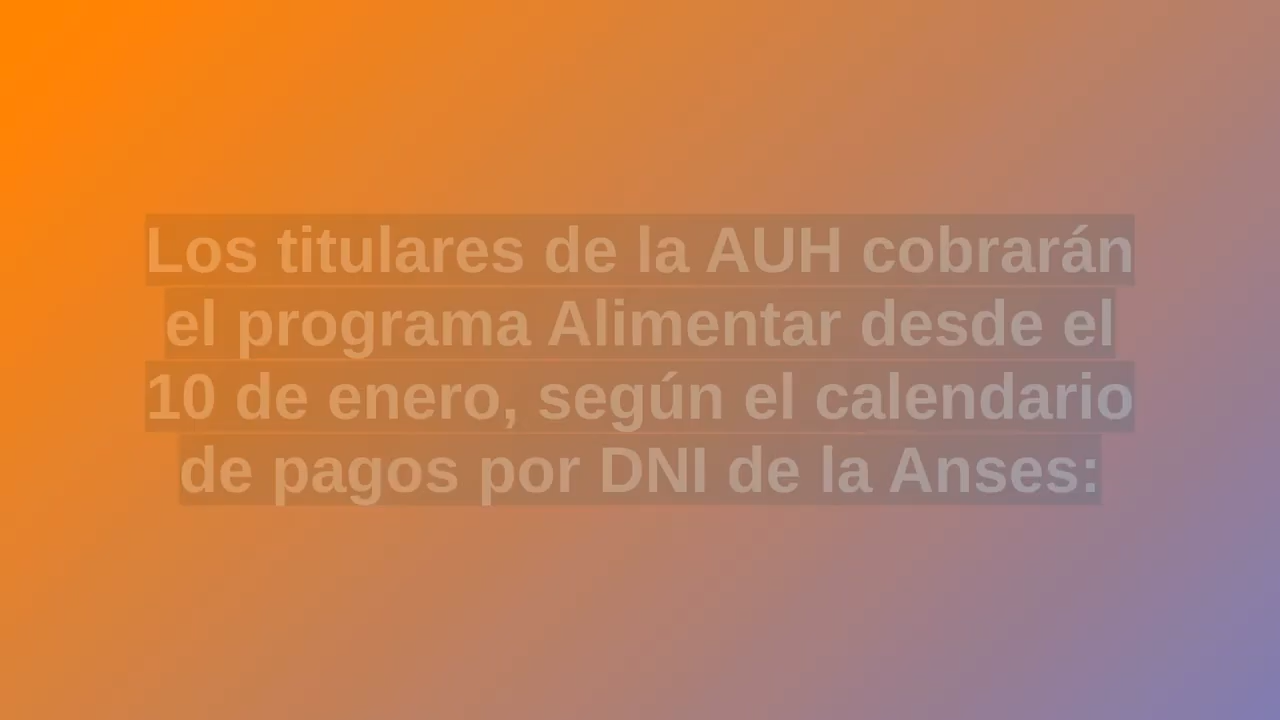 Los titulares de la AUH cobrarán
el programa Alimentar desde el
10 de enero, según el calendario
de pagos por DNI de la Anses: